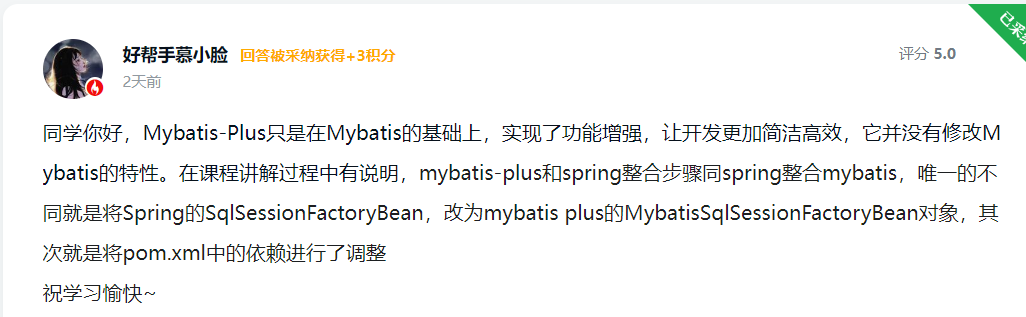 好帮手慕小脸 回答被采纳获得+3积分
评分 5.0
已采纳
2天前
同学你好，Mybatis-Plus只是在Mybatis的基础上，实现了功能增强，让开发更加简洁高效，它并没有修改M
ybatis的特性。在课程讲解过程中有说明，mybatis-plus和spring整合步骤同spring整合mybatis，唯一的不
同就是将Spring的SqlSessionFactoryBean，改为mybatis plus的MybatisSqlSessionFactoryBean对象，其
次就是将pom.xml中的依赖进行了调整
祝学习愉快~